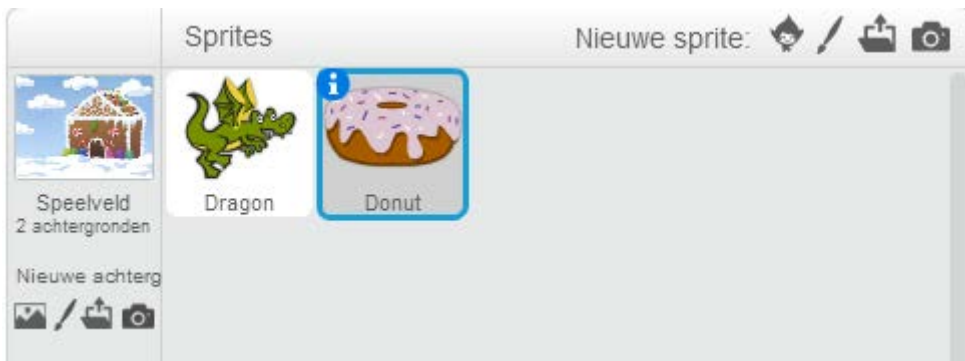 Sprites
Nieuwe sprite:
Speelveld
2 achtergronden
Nieuwe achterg
Dragon
Donut